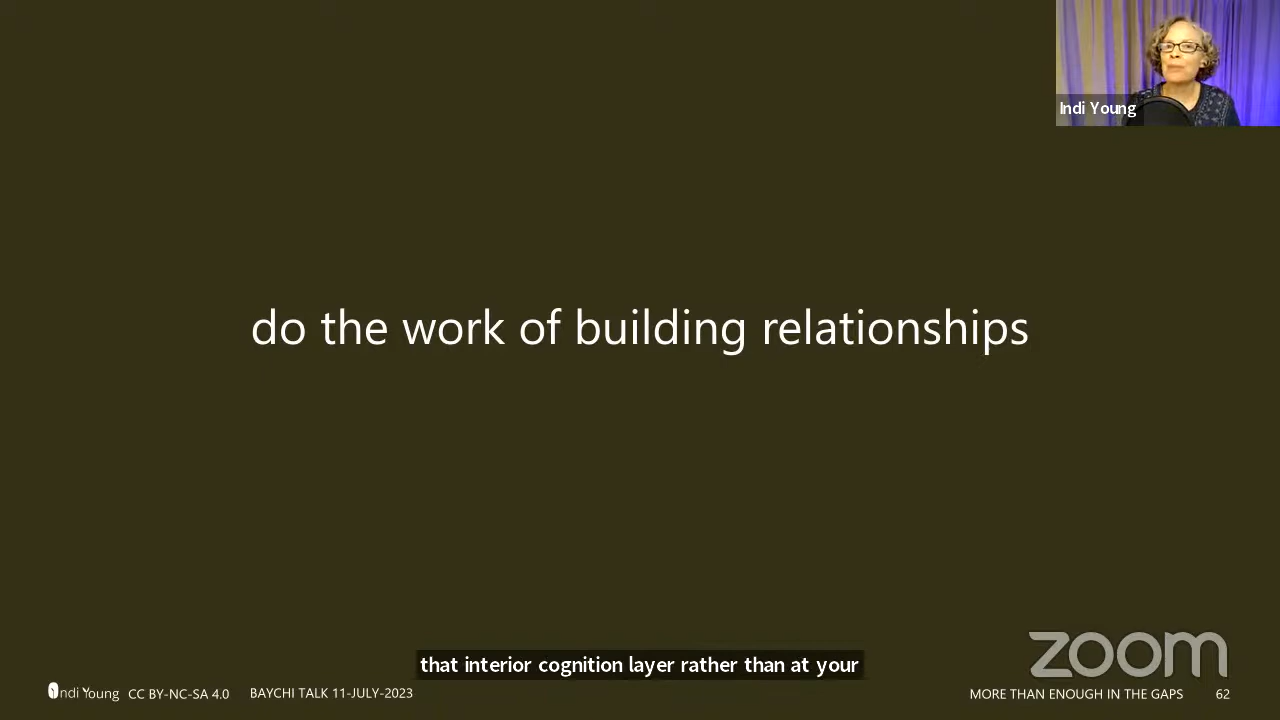 Indi Young
do the work of building relationships
zoom
that interior cognition layer rather than at your
Indi Young CC BY-NC-SA 4.0 BAYCHI TALK 11-JULY-2023 MORE THAN ENOUGH IN THE GAPS 62